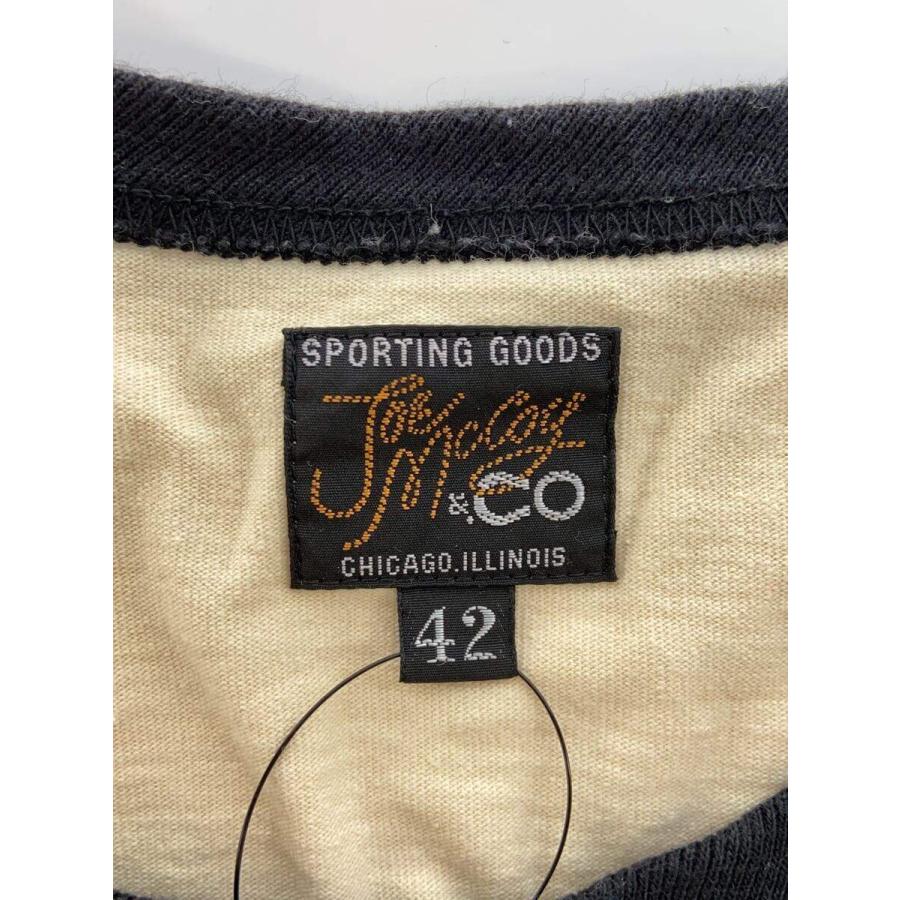 SPORTING GOODS
Joe McCoy
&.CO
CHICAGO.ILLINOIS
42